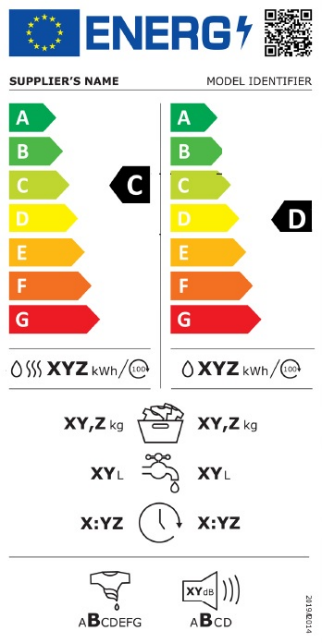 ENERG
SUPPLIER'S NAME MODEL IDENTIFIER
A A
B B
C C C
D D D
E E
F F
G G
XYZ kWh/100 XYZ kWh/100
XY,Z kg XY,Z kg
XY L XY L
X:YZ X:YZ
XY dB
ABCDEFG ABCD
2019/2014